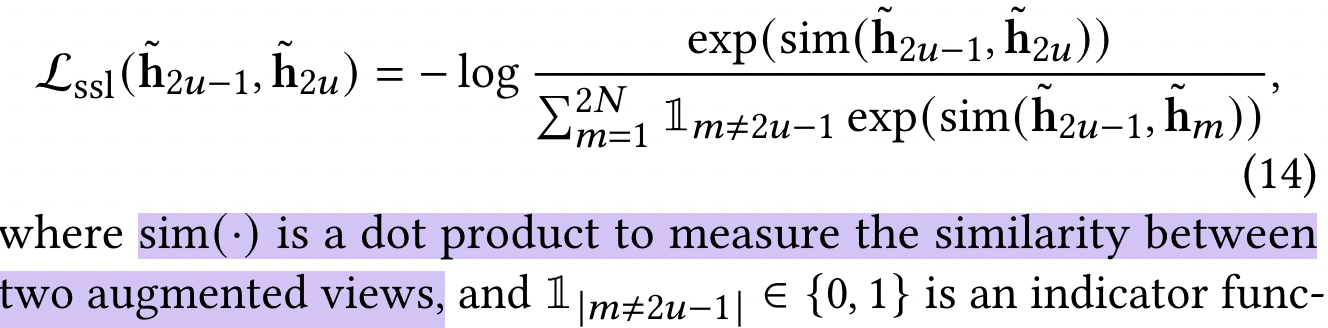 ℒ_ssl(h̃_{2u−1}, h̃_{2u}) = − log exp(sim(h̃_{2u−1}, h̃_{2u})) / ∑_{m=1}^{2N} 𝟙_{m≠2u−1} exp(sim(h̃_{2u−1}, h̃_m)),
(14)
where sim(·) is a dot product to measure the similarity between
two augmented views, and 𝟙_{|m≠2u−1|} ∈ {0, 1} is an indicator func-